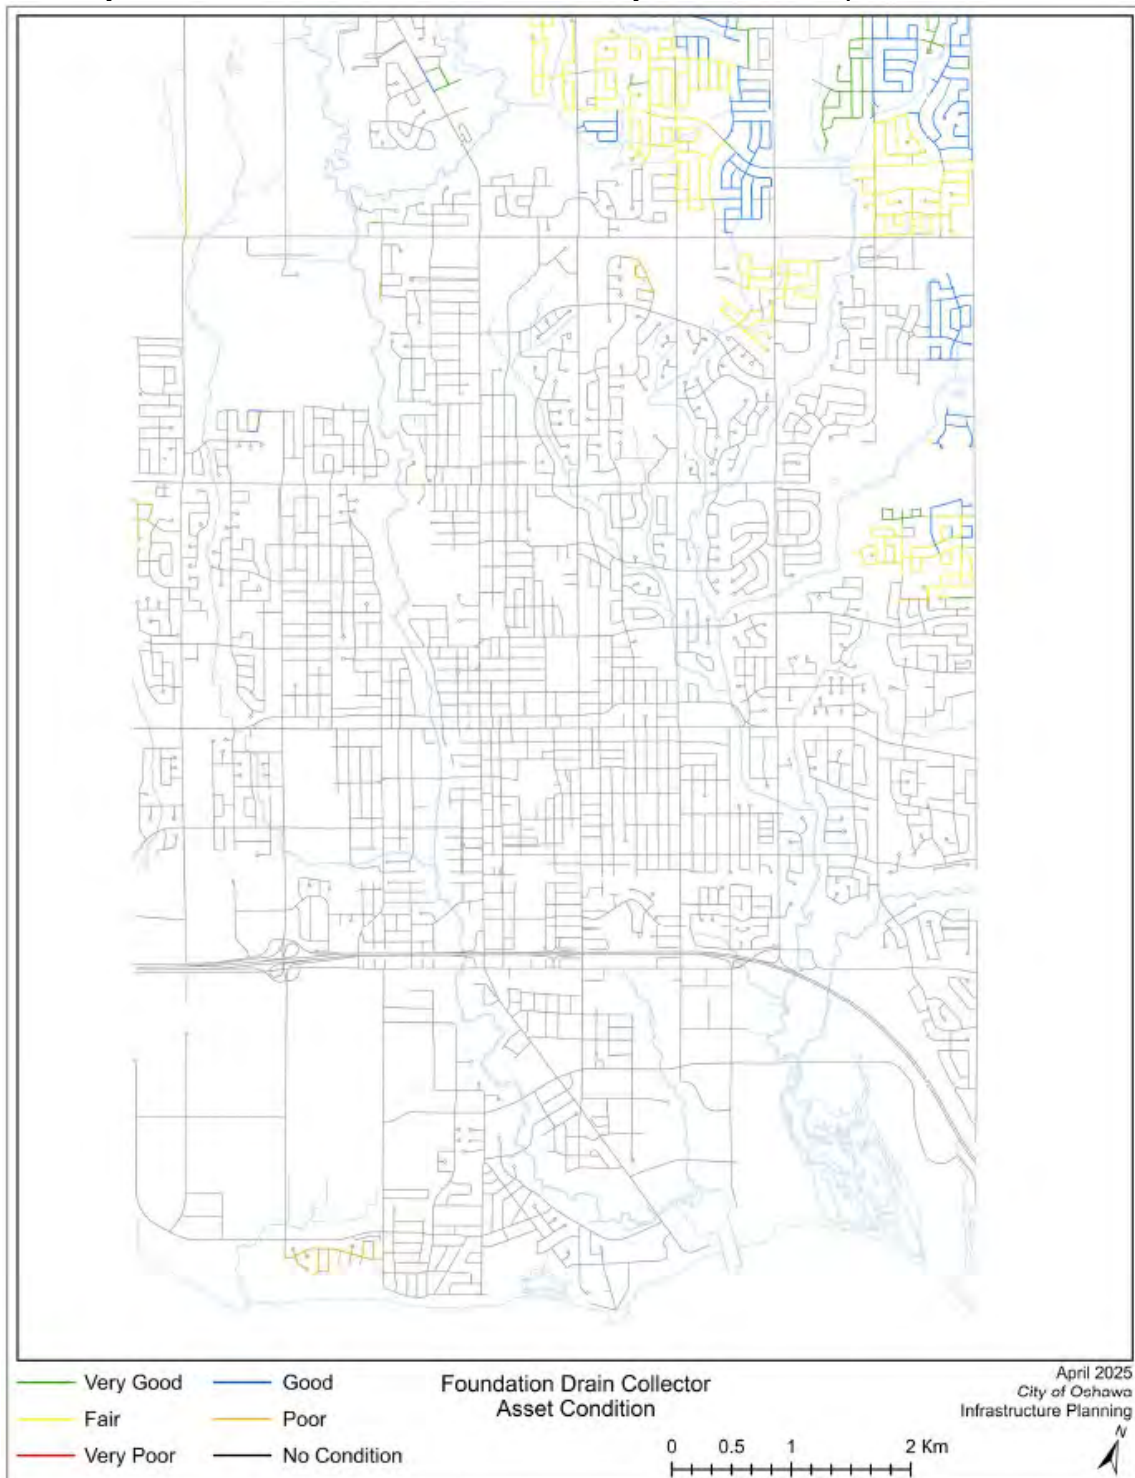 Very Good
Good
Fair
Poor
Very Poor
No Condition
Foundation Drain Collector
Asset Condition
0 0.5 1 2 Km
April 2025
City of Oshawa
Infrastructure Planning
N